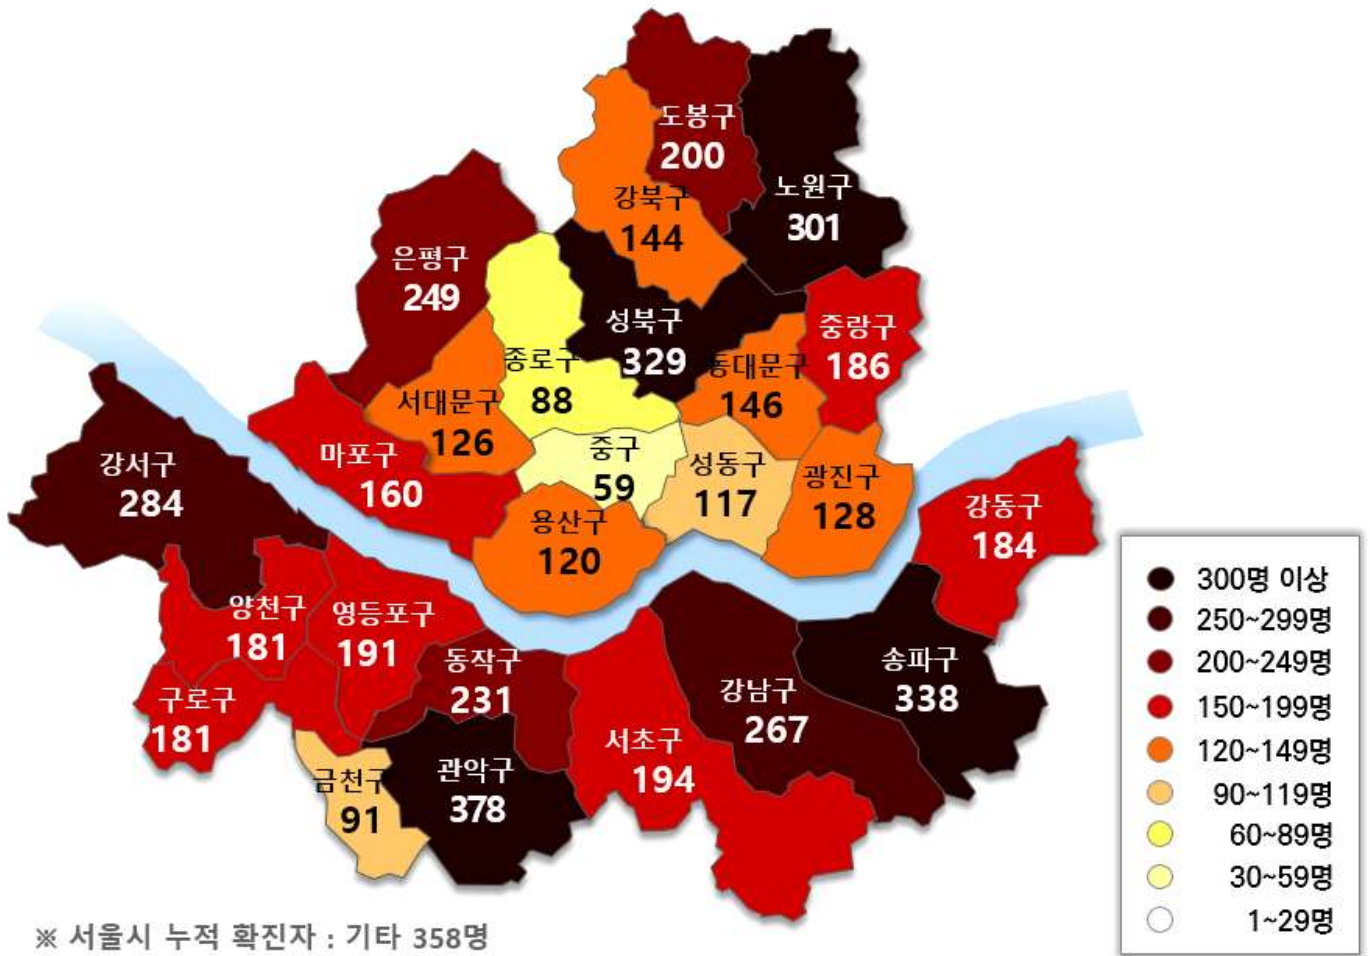 도봉구
200
노원구
301
강북구
144
은평구
249
성북구
329
중랑구
186
종로구
88
동대문구
146
서대문구
126
마포구
160
중구
59
성동구
117
광진구
128
강서구
284
용산구
120
강동구
184
양천구
181
영등포구
191
동작구
231
송파구
338
강남구
267
구로구
181
서초구
194
관악구
378
금천구
91
300명 이상
250~299명
200~249명
150~199명
120~149명
90~119명
60~89명
30~59명
1~29명
※ 서울시 누적 확진자 : 기타 358명